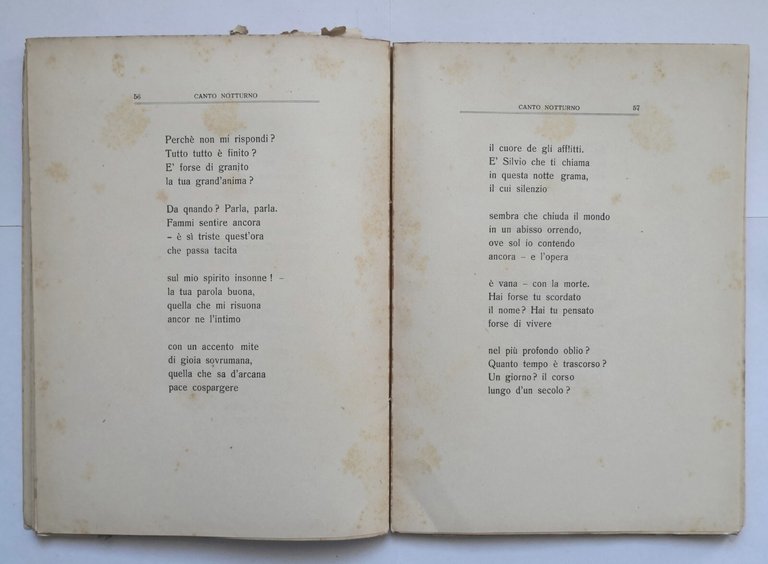 56
CANTO NOTTURNO
Perchè non mi rispondi?
Tutto tutto è finito?
E' forse di granito
la tua grand'anima?
Da qnando? Parla, parla.
Fammi sentire ancora
– è sì triste quest'ora
che passa tacita
sul mio spirito insonne! –
la tua parola buona,
quella che mi risuona
ancor ne l'intimo
con un accento mite
di gioia sovrumana,
quella che sa d'arcana
pace cospargere
CANTO NOTTURNO
57
il cuore de gli afflitti.
E' Silvio che ti chiama
in questa notte grama,
il cui silenzio
sembra che chiuda il mondo
in un abisso orrendo,
ove sol io contendo
ancora – e l'opera
è vana – con la morte.
Hai forse tu scordato
il nome? Hai tu pensato
forse di vivere
nel più profondo oblio?
Quanto tempo è trascorso?
Un giorno? il corso
lungo d'un secolo?